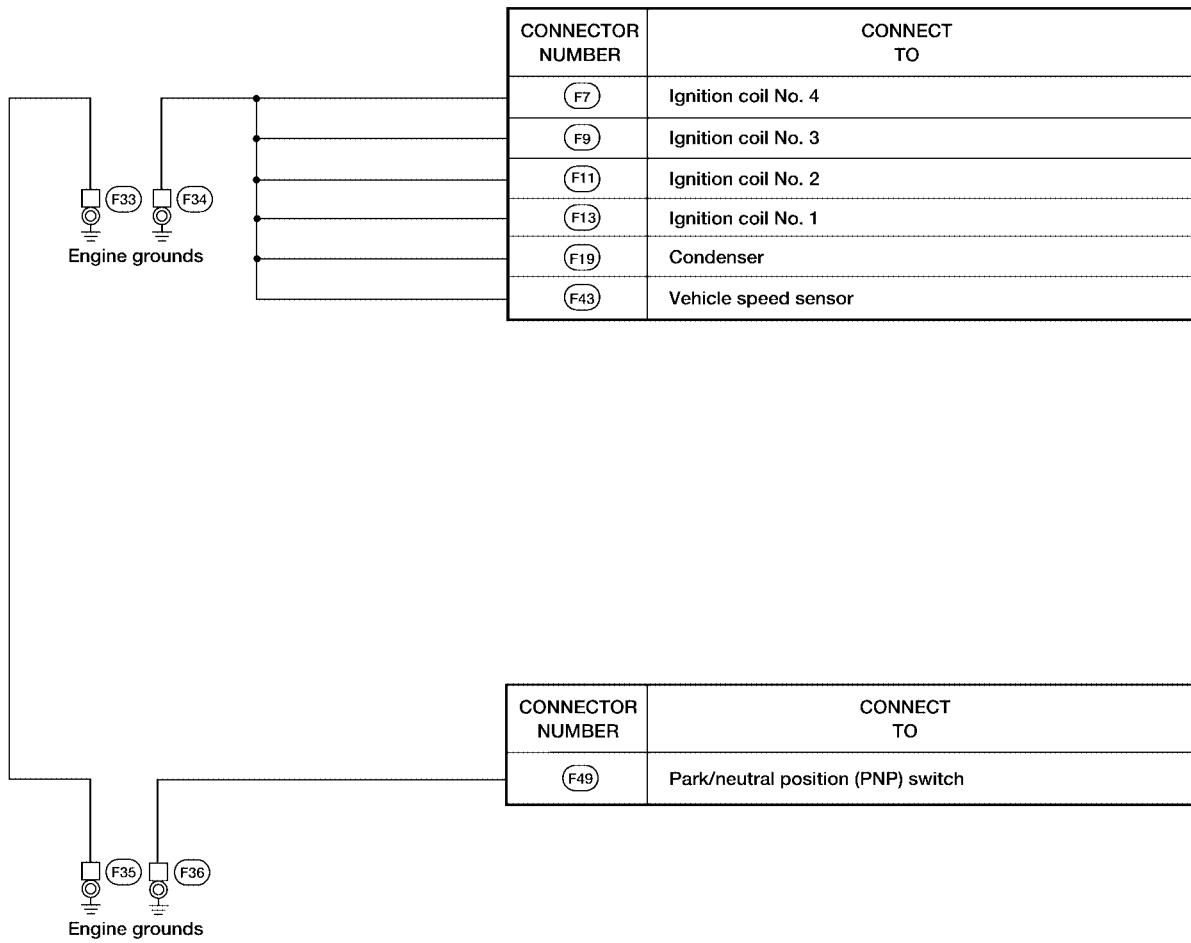 CONNECTOR NUMBER CONNECT TO
F7 Ignition coil No. 4
F9 Ignition coil No. 3
F11 Ignition coil No. 2
F13 Ignition coil No. 1
F19 Condenser
F43 Vehicle speed sensor
F33 F34
Engine grounds
CONNECTOR NUMBER CONNECT TO
F49 Park/neutral position (PNP) switch
F35 F36
Engine grounds